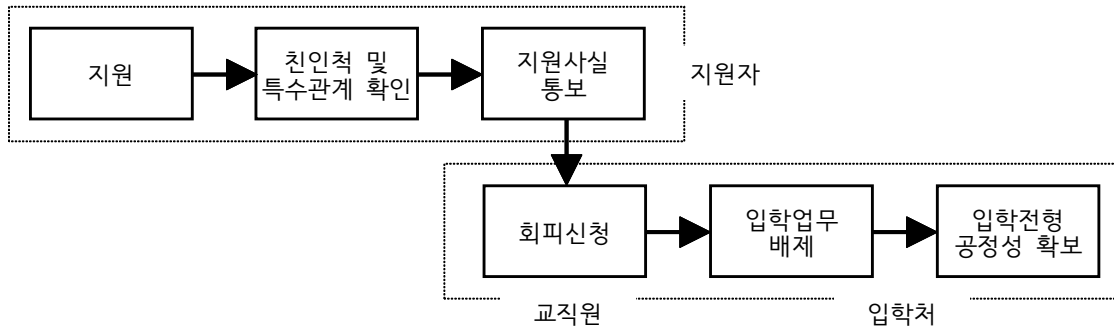 지원
친인척 및
특수관계 확인
지원사실
통보
지원자
회피신청
입학업무
배제
입학전형
공정성 확보
교직원
입학처